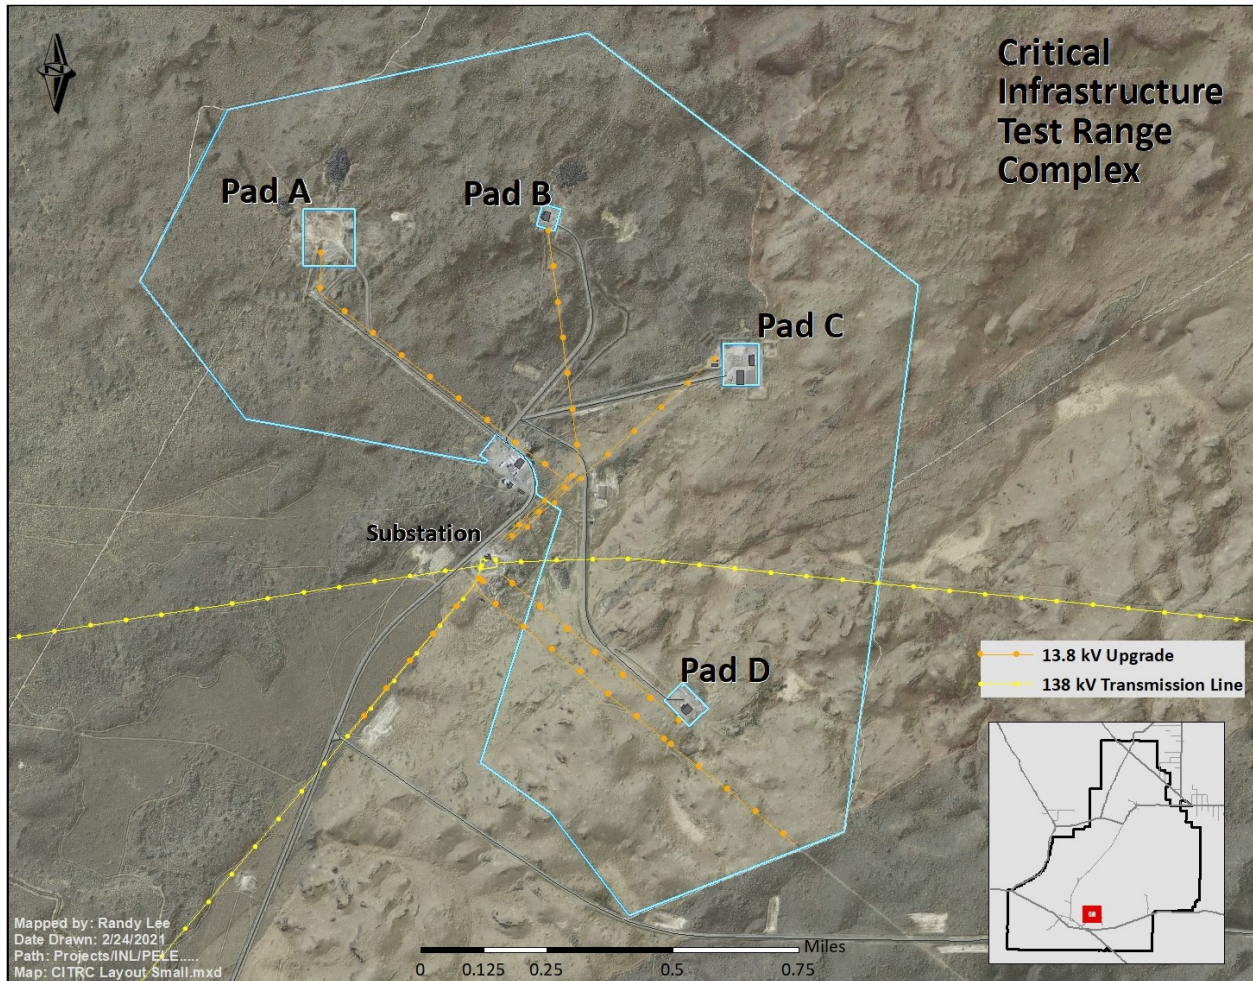 Critical
Infrastructure
Test Range
Complex
N
Pad A
Pad B
Pad C
Substation
Pad D
13.8 kV Upgrade
138 kV Transmission Line
Mapped by: Randy Lee
Date Drawn: 2/24/2021
Path: Projects/INL/PELE.....
Map: CITRC Layout Small.mxd
Miles
0 0.125 0.25 0.5 0.75